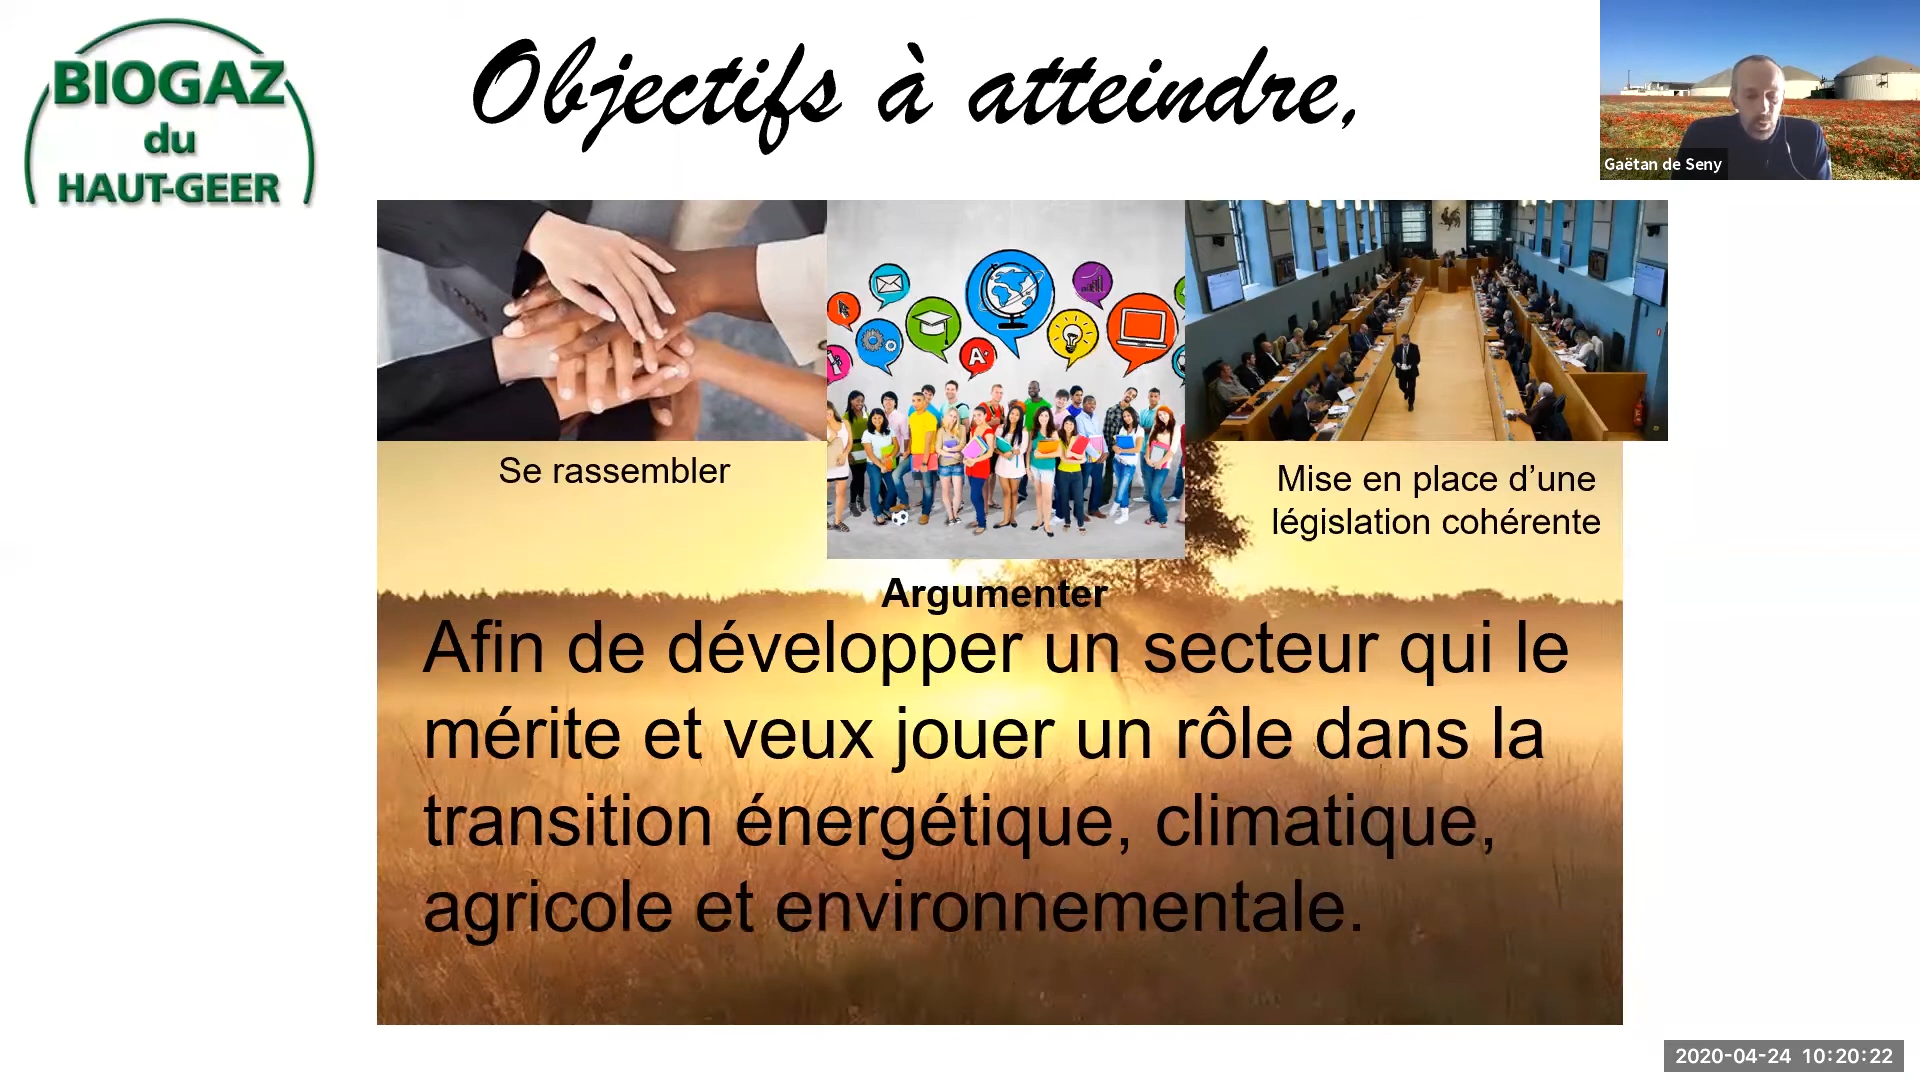 BIOGAZ
du
HAUT-GEER
Objectifs à atteindre,
Gaëtan de Seny
A+
Se rassembler
Mise en place d’une
législation cohérente
Argumenter
Afin de développer un secteur qui le
mérite et veux jouer un rôle dans la
transition énergétique, climatique,
agricole et environnementale.
2020-04-24 10:20:22